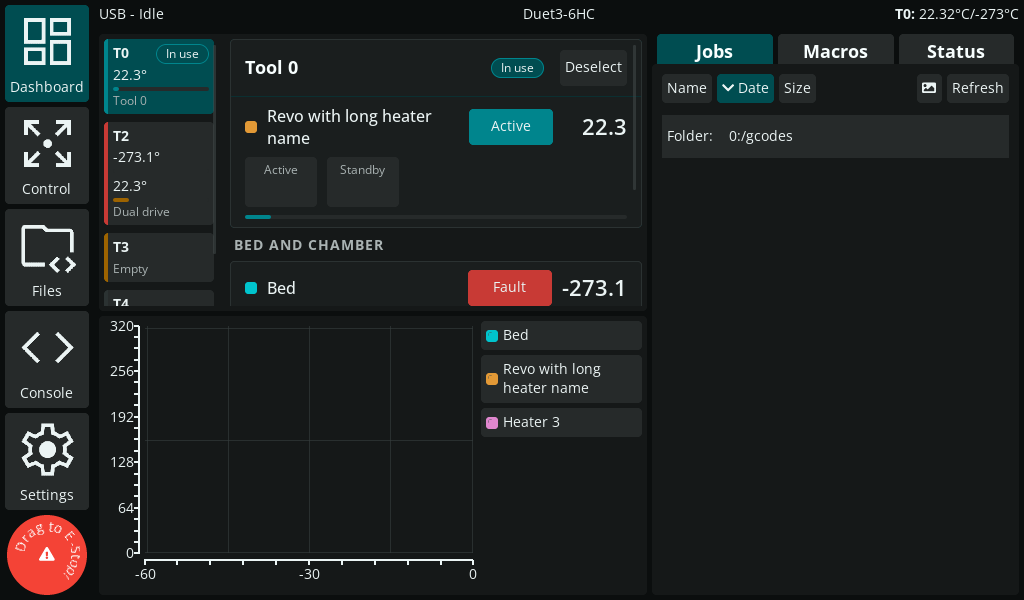 USB - Idle
Duet3-6HC
T0: 22.32°C/-273°C
Dashboard
Control
Files
Console
Settings
Drag to E-Stop!
T0
In use
22.3°
Tool 0
T2
-273.1°
22.3°
Dual drive
T3
Empty
T4
Tool 0
In use
Deselect
Revo with long heater
name
Active
22.3
Active
Standby
BED AND CHAMBER
Bed
Fault
-273.1
320
256
192
128
64
0
-60
-30
0
Bed
Revo with long
heater name
Heater 3
Jobs
Macros
Status
Name
Date
Size
Refresh
Folder: 0:/gcodes